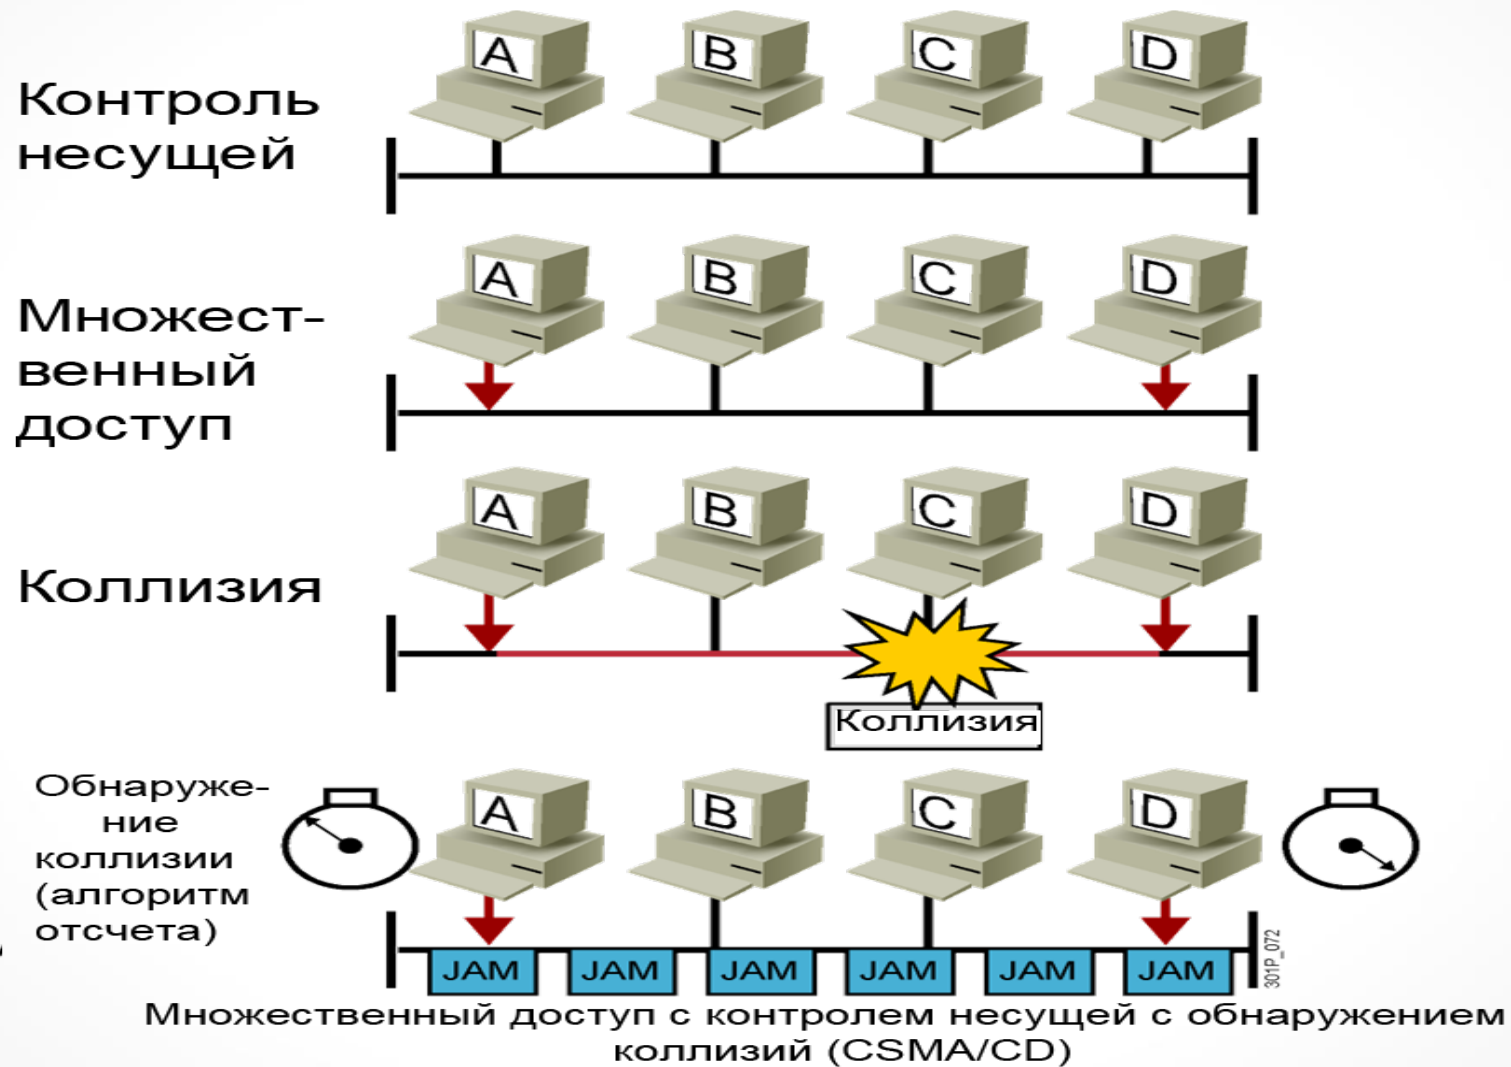 A B C D
Контроль
несущей
A B C D
Множест-
венный
доступ
A B C D
Коллизия
Коллизия
Обнаруже-
ние
коллизии
(алгоритм
отсчета)
A B C D
JAM JAM JAM JAM JAM JAM
301P_072
Множественный доступ с контролем несущей с обнаружением
коллизий (CSMA/CD)